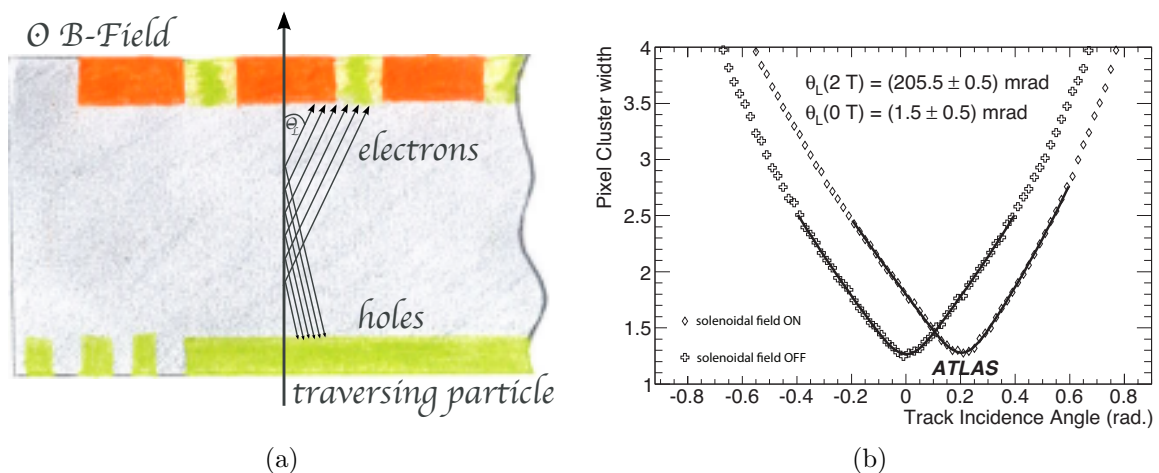 ⊙ B-Field
θL
electrons
holes
traversing particle
(a)
Pixel Cluster width
4
3.5
3
2.5
2
1.5
1
θL(2 T) = (205.5 ± 0.5) mrad
θL(0 T) = (1.5 ± 0.5) mrad
solenoidal field ON
solenoidal field OFF
ATLAS
-0.8 -0.6 -0.4 -0.2 0 0.2 0.4 0.6 0.8
Track Incidence Angle (rad.)
(b)